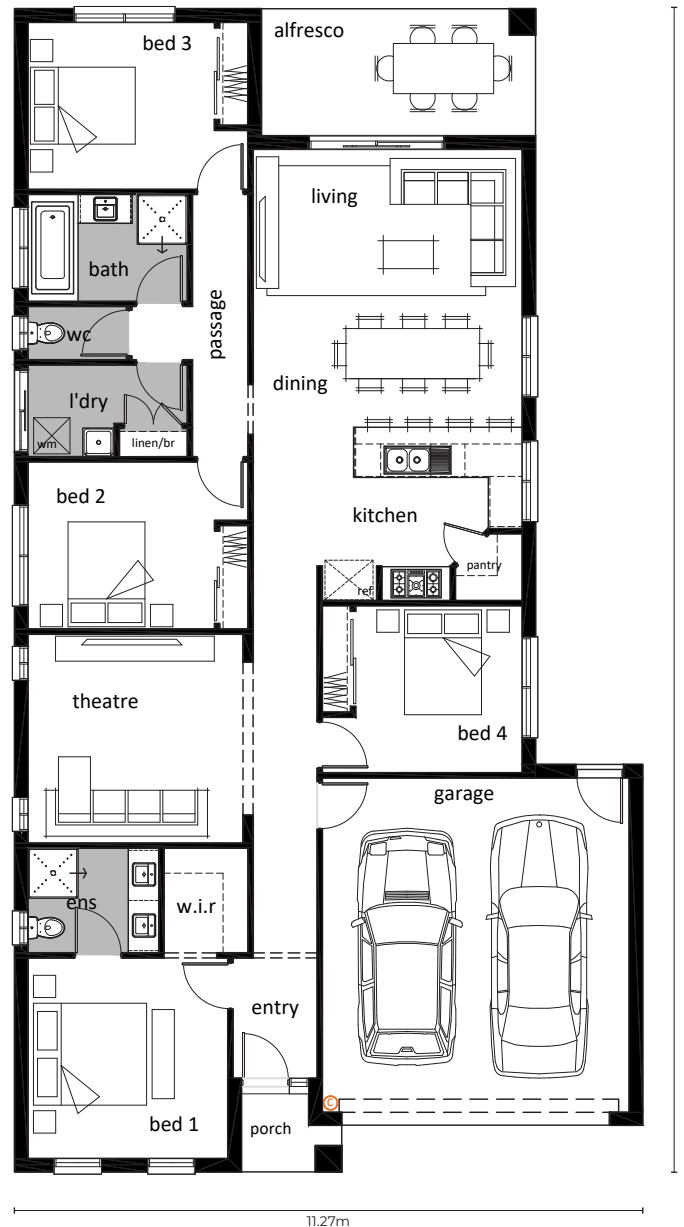 bed 3
alfresco
living
bath
passage
wc
dining
l'dry
wm
linen/br
bed 2
kitchen
pantry
ref
theatre
bed 4
garage
ens
w.i.r
entry
C
bed 1
porch
11.27m